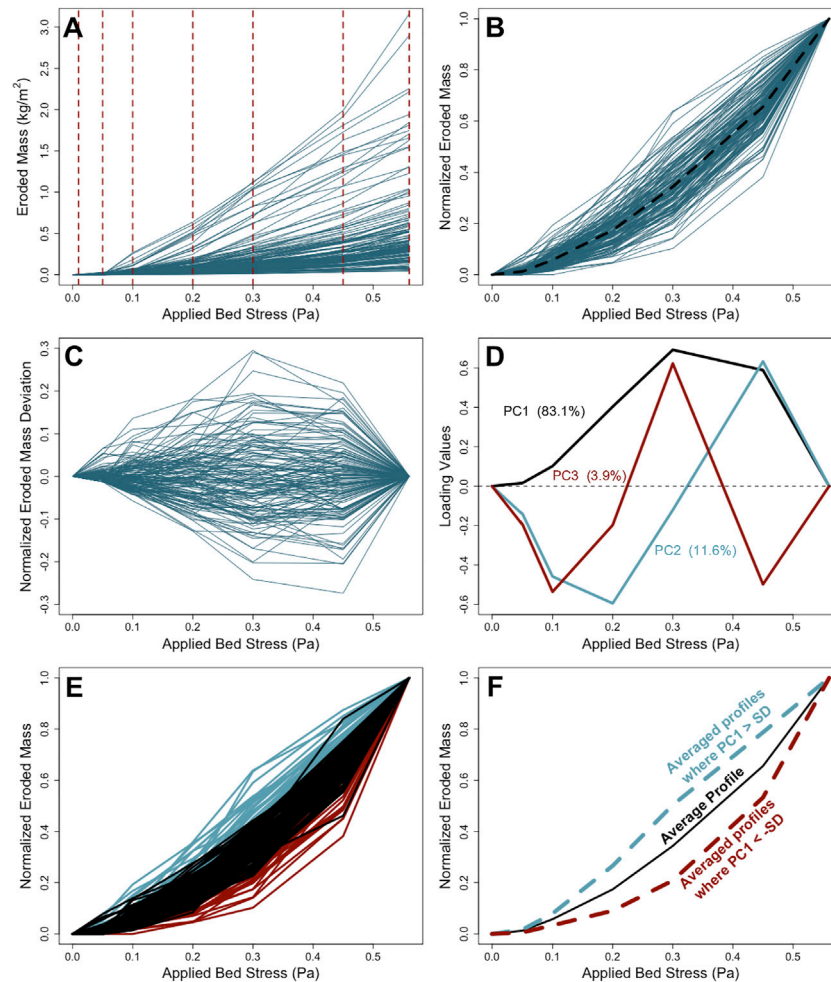 A
Eroded Mass (kg/m²)
3.0
2.5
2.0
1.5
1.0
0.5
0.0
0.0 0.1 0.2 0.3 0.4 0.5
Applied Bed Stress (Pa)
B
Normalized Eroded Mass
1.0
0.8
0.6
0.4
0.2
0.0
0.0 0.1 0.2 0.3 0.4 0.5
Applied Bed Stress (Pa)
C
Normalized Eroded Mass Deviation
0.3
0.2
0.1
0.0
-0.1
-0.2
-0.3
0.0 0.1 0.2 0.3 0.4 0.5
Applied Bed Stress (Pa)
D
Loading Values
0.6
0.4
0.2
0.0
-0.2
-0.4
-0.6
PC1 (83.1%)
PC3 (3.9%)
PC2 (11.6%)
0.0 0.1 0.2 0.3 0.4 0.5
Applied Bed Stress (Pa)
E
Normalized Eroded Mass
1.0
0.8
0.6
0.4
0.2
0.0
0.0 0.1 0.2 0.3 0.4 0.5
Applied Bed Stress (Pa)
F
Normalized Eroded Mass
1.0
0.8
0.6
0.4
0.2
0.0
Averaged profiles
where PC1 > SD
Average Profile
Averaged profiles
where PC1 < -SD
0.0 0.1 0.2 0.3 0.4 0.5
Applied Bed Stress (Pa)